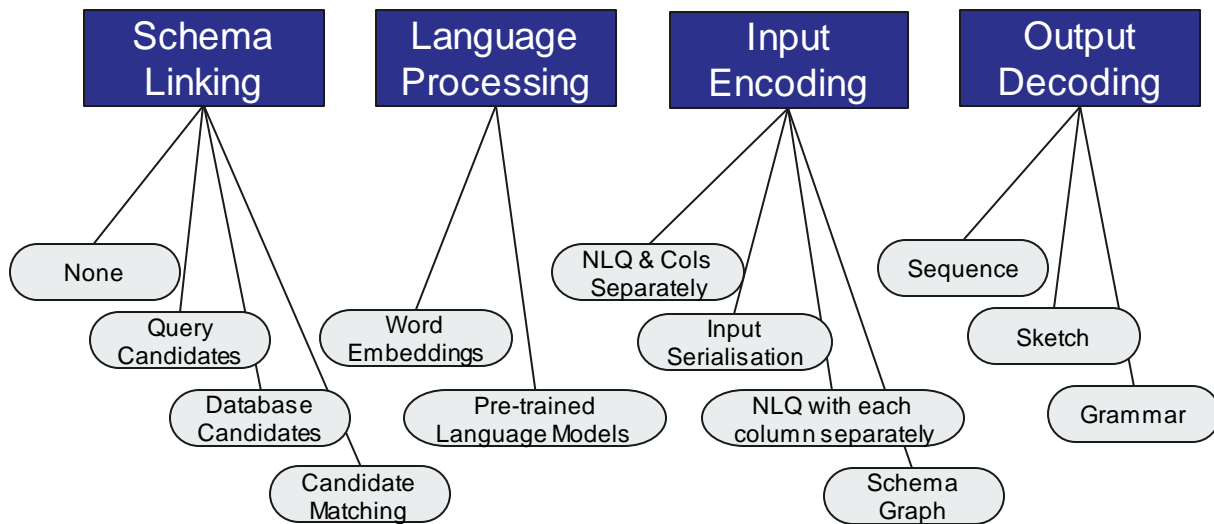 Schema
Linking
Language
Processing
Input
Encoding
Output
Decoding
None
NLQ & Cols
Separately
Sequence
Query
Candidates
Word
Embeddings
Input
Serialisation
Sketch
Database
Candidates
Pre-trained
Language Models
NLQ with each
column separately
Grammar
Candidate
Matching
Schema
Graph